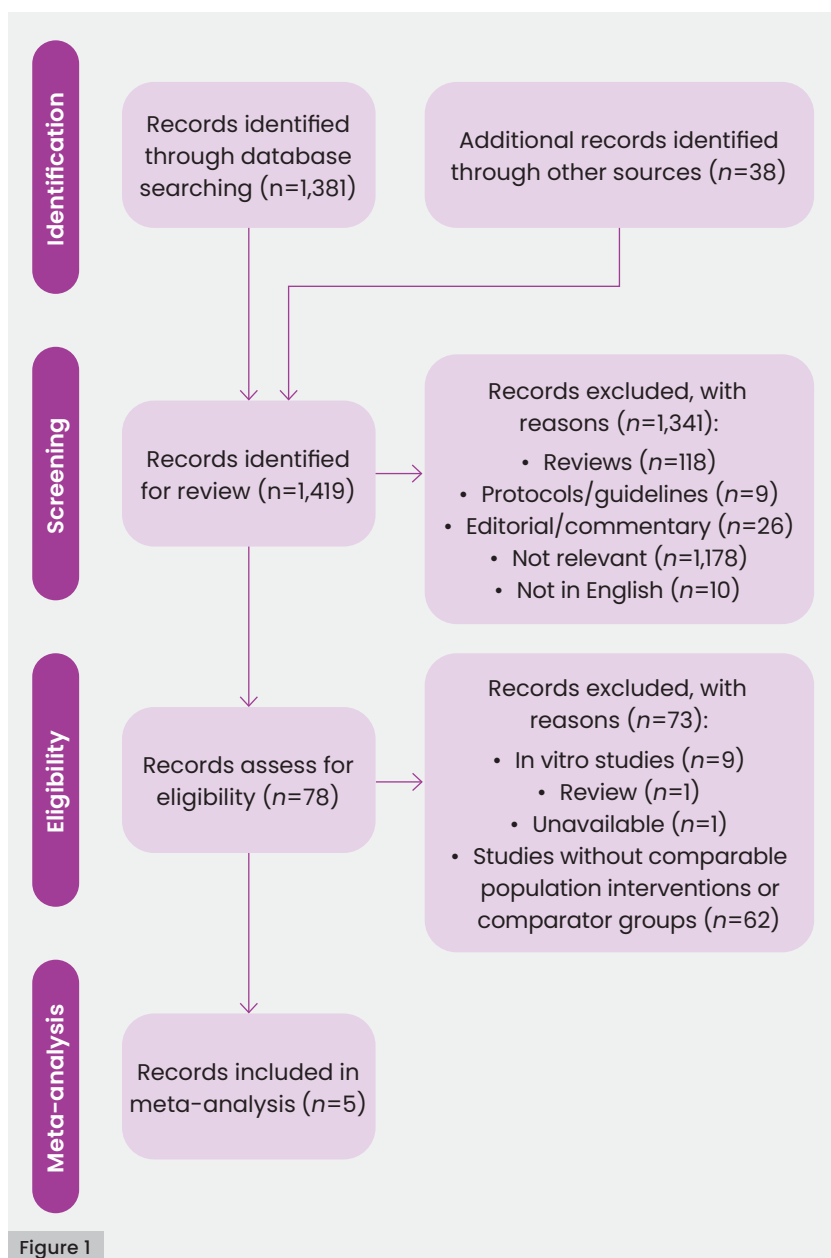 Identification
Records identified
through database
searching (n=1,381)
Additional records identified
through other sources (n=38)
Screening
Records identified
for review (n=1,419)
Records excluded, with
reasons (n=1,341):
• Reviews (n=118)
• Protocols/guidelines (n=9)
• Editorial/commentary (n=26)
• Not relevant (n=1,178)
• Not in English (n=10)
Eligibility
Records assess for
eligibility (n=78)
Records excluded, with
reasons (n=73):
• In vitro studies (n=9)
• Review (n=1)
• Unavailable (n=1)
• Studies without comparable
population interventions or
comparator groups (n=62)
Meta-analysis
Records included in
meta-analysis (n=5)
Figure 1